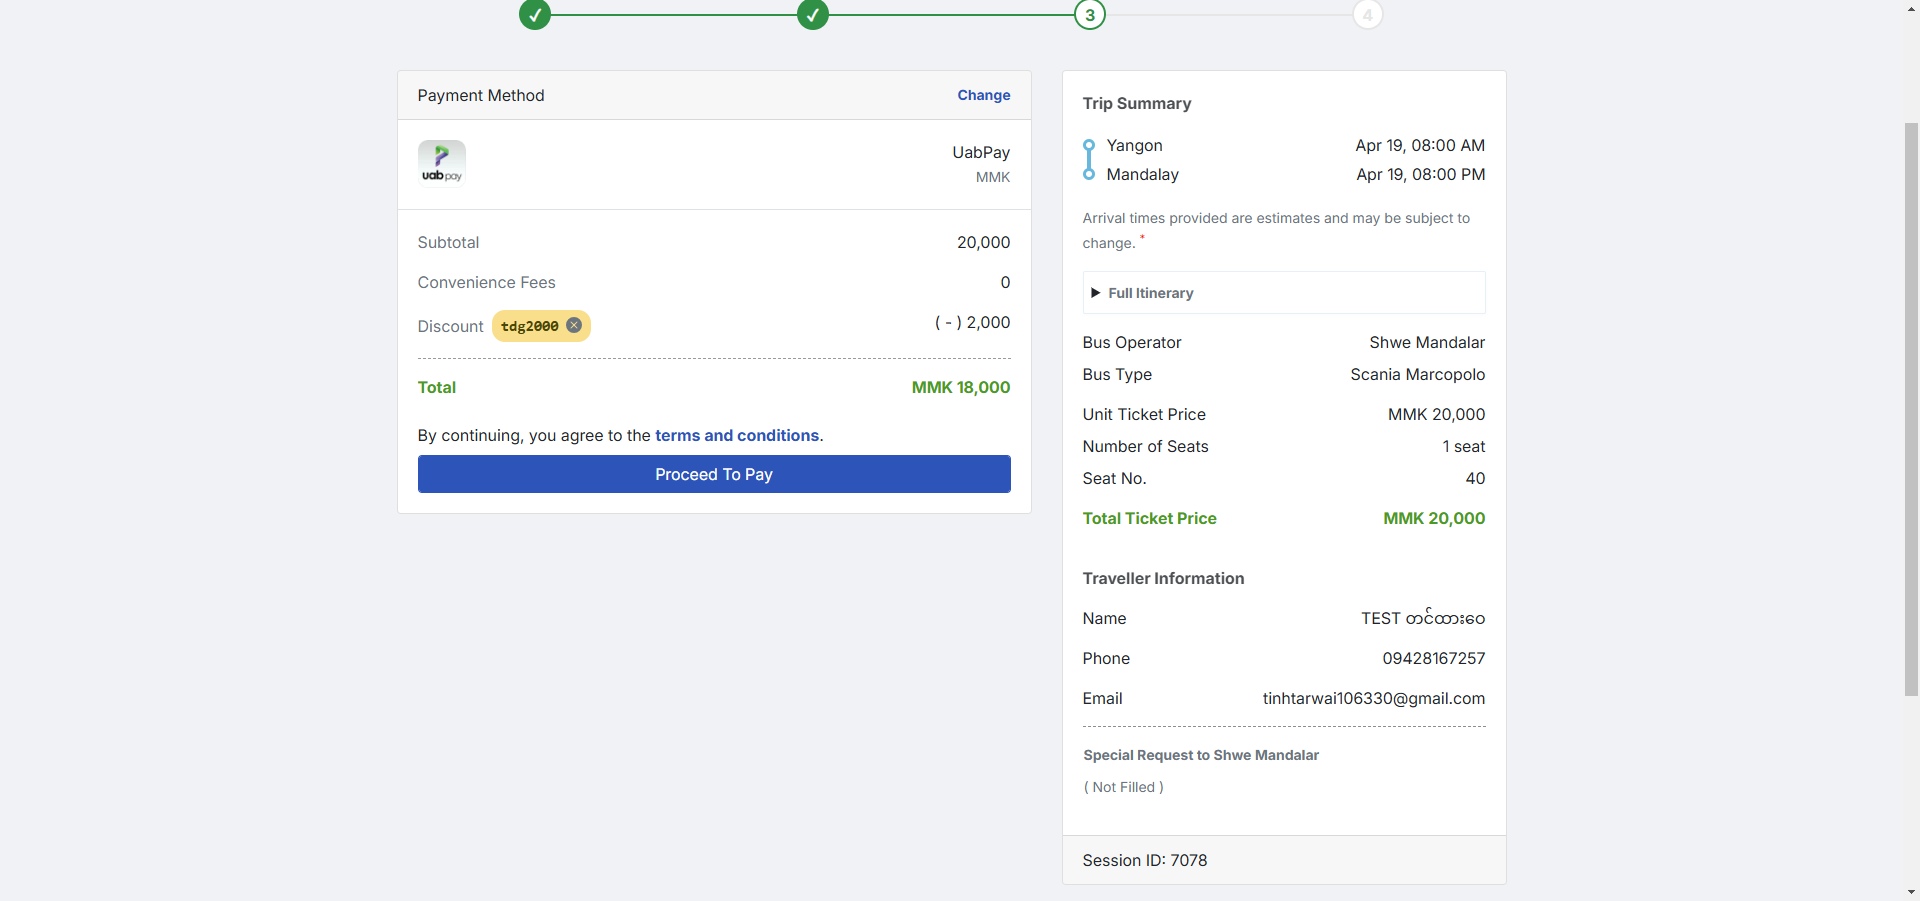 3
4
Payment Method
Change
uab pay
UabPay
MMK
Subtotal
20,000
Convenience Fees
0
Discount
tdg2000
( - ) 2,000
Total
MMK 18,000
By continuing, you agree to the terms and conditions.
Proceed To Pay
Trip Summary
Yangon
Apr 19, 08:00 AM
Mandalay
Apr 19, 08:00 PM
Arrival times provided are estimates and may be subject to
change. *
Full Itinerary
Bus Operator
Shwe Mandalar
Bus Type
Scania Marcopolo
Unit Ticket Price
MMK 20,000
Number of Seats
1 seat
Seat No.
40
Total Ticket Price
MMK 20,000
Traveller Information
Name
TEST တင်ထားဝေ
Phone
09428167257
Email
tinhtarwai106330@gmail.com
Special Request to Shwe Mandalar
( Not Filled )
Session ID: 7078